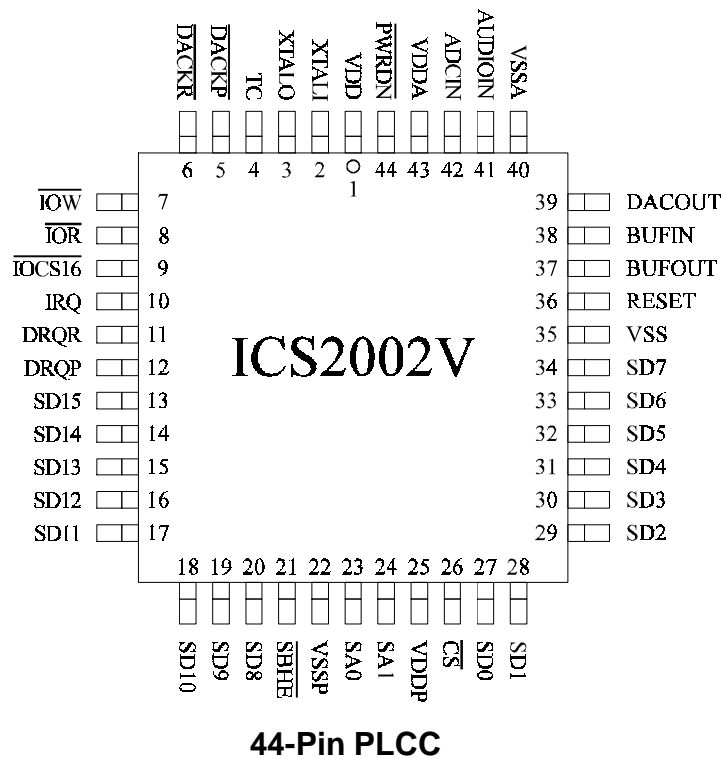 DACKR DACKP TC XTALO XTALI VDD PWRDN VDDA ADCIN AUDIOIN VSSA
6 5 4 3 2 1 44 43 42 41 40
IOW 7 39 DACOUT
IOR 8 38 BUFIN
IOCS16 9 37 BUFOUT
IRQ 10 36 RESET
DRQR 11 35 VSS
DRQP 12 ICS2002V 34 SD7
SD15 13 33 SD6
SD14 14 32 SD5
SD13 15 31 SD4
SD12 16 30 SD3
SD11 17 29 SD2
18 19 20 21 22 23 24 25 26 27 28
SD10 SD9 SD8 SBHE VSSP SA0 SA1 VDDP CS SD0 SD1
44-Pin PLCC